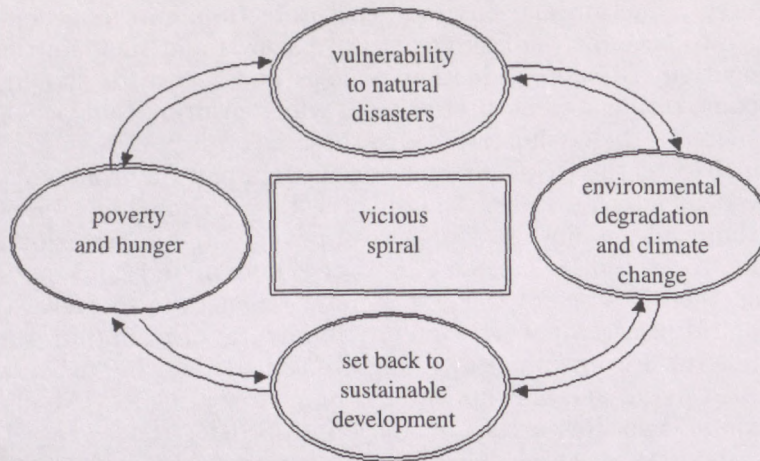 vulnerability
to natural
disasters
poverty
and hunger
vicious
spiral
environmental
degradation
and climate
change
set back to
sustainable
development